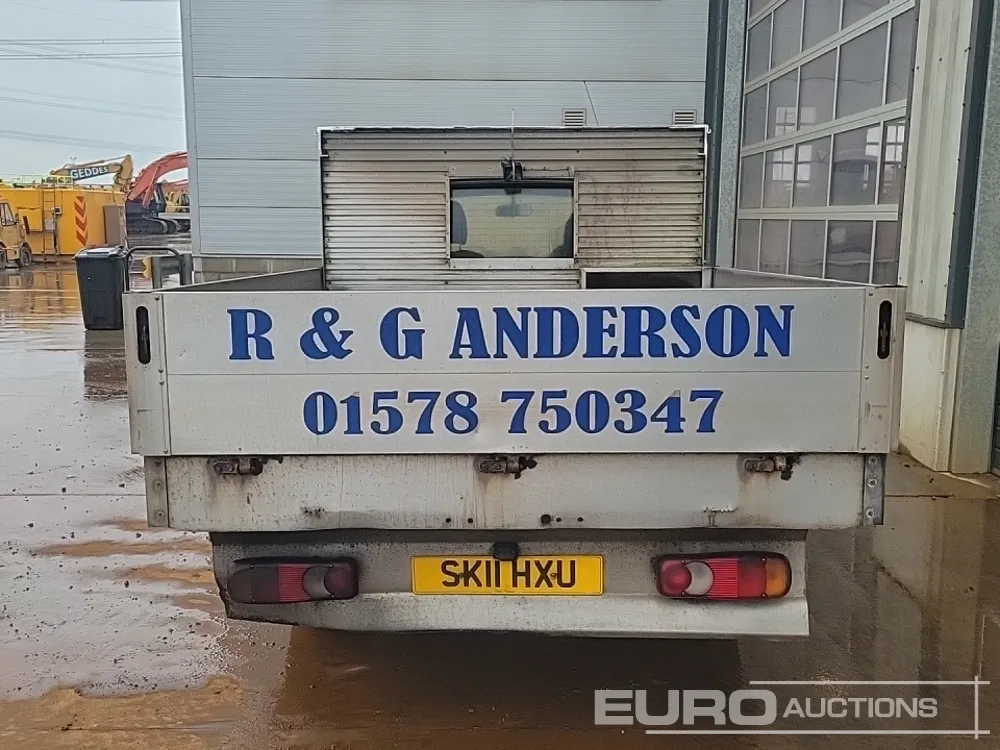 GEDDES
R & G ANDERSON
01578 750347
SK11 HXU
EURO AUCTIONS